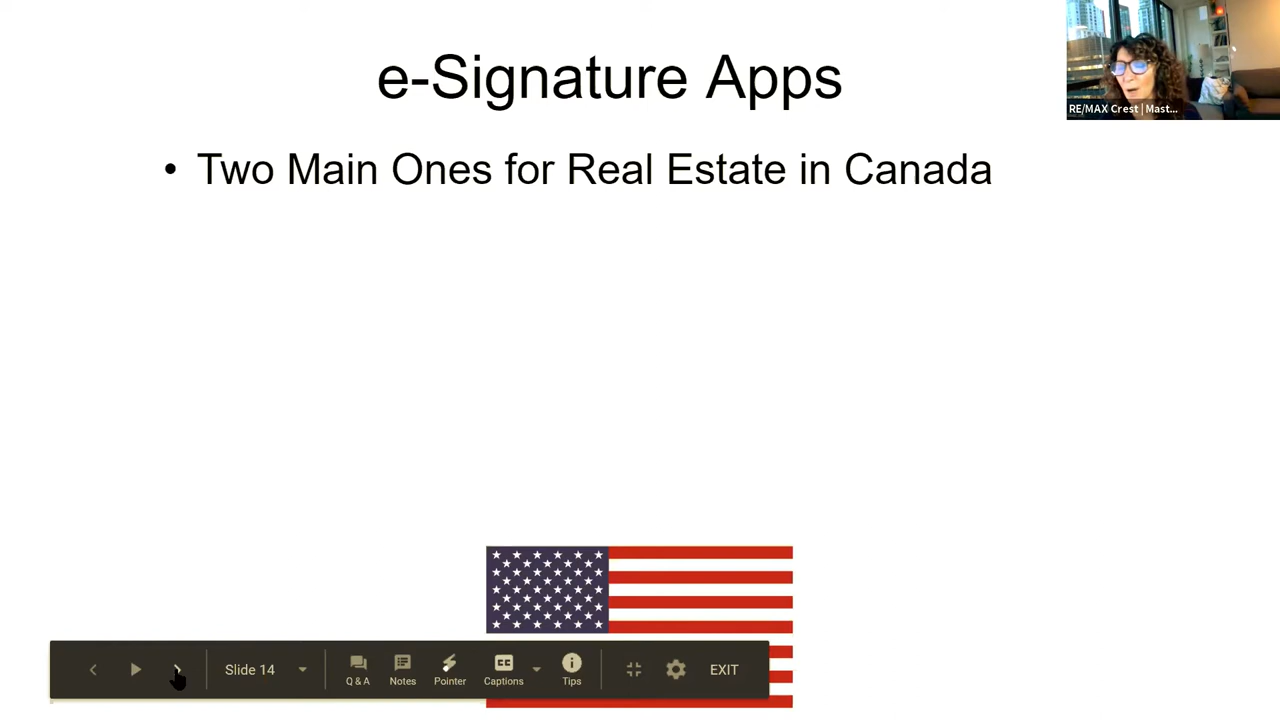 e-Signature Apps
RE/MAX Crest | Mast...
• Two Main Ones for Real Estate in Canada
Slide 14
Q & A
Notes
Pointer
CC
Captions
Tips
EXIT